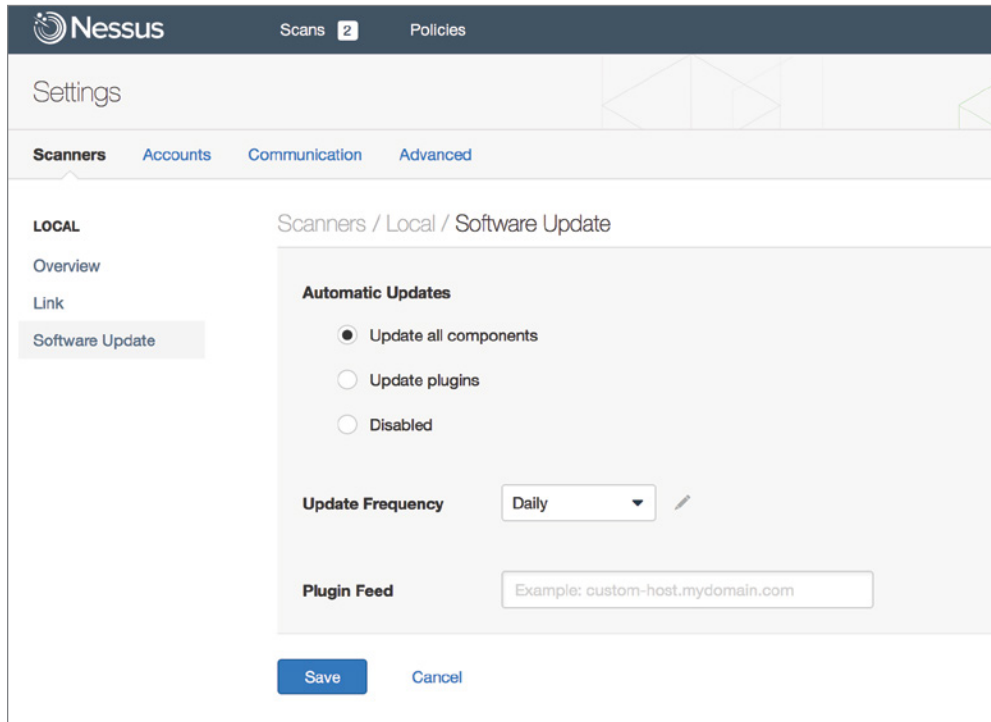 Nessus Scans 2 Policies
Settings
Scanners Accounts Communication Advanced
LOCAL
Overview
Link
Software Update
Scanners / Local / Software Update
Automatic Updates
Update all components
Update plugins
Disabled
Update Frequency Daily
Plugin Feed Example: custom-host.mydomain.com
Save Cancel